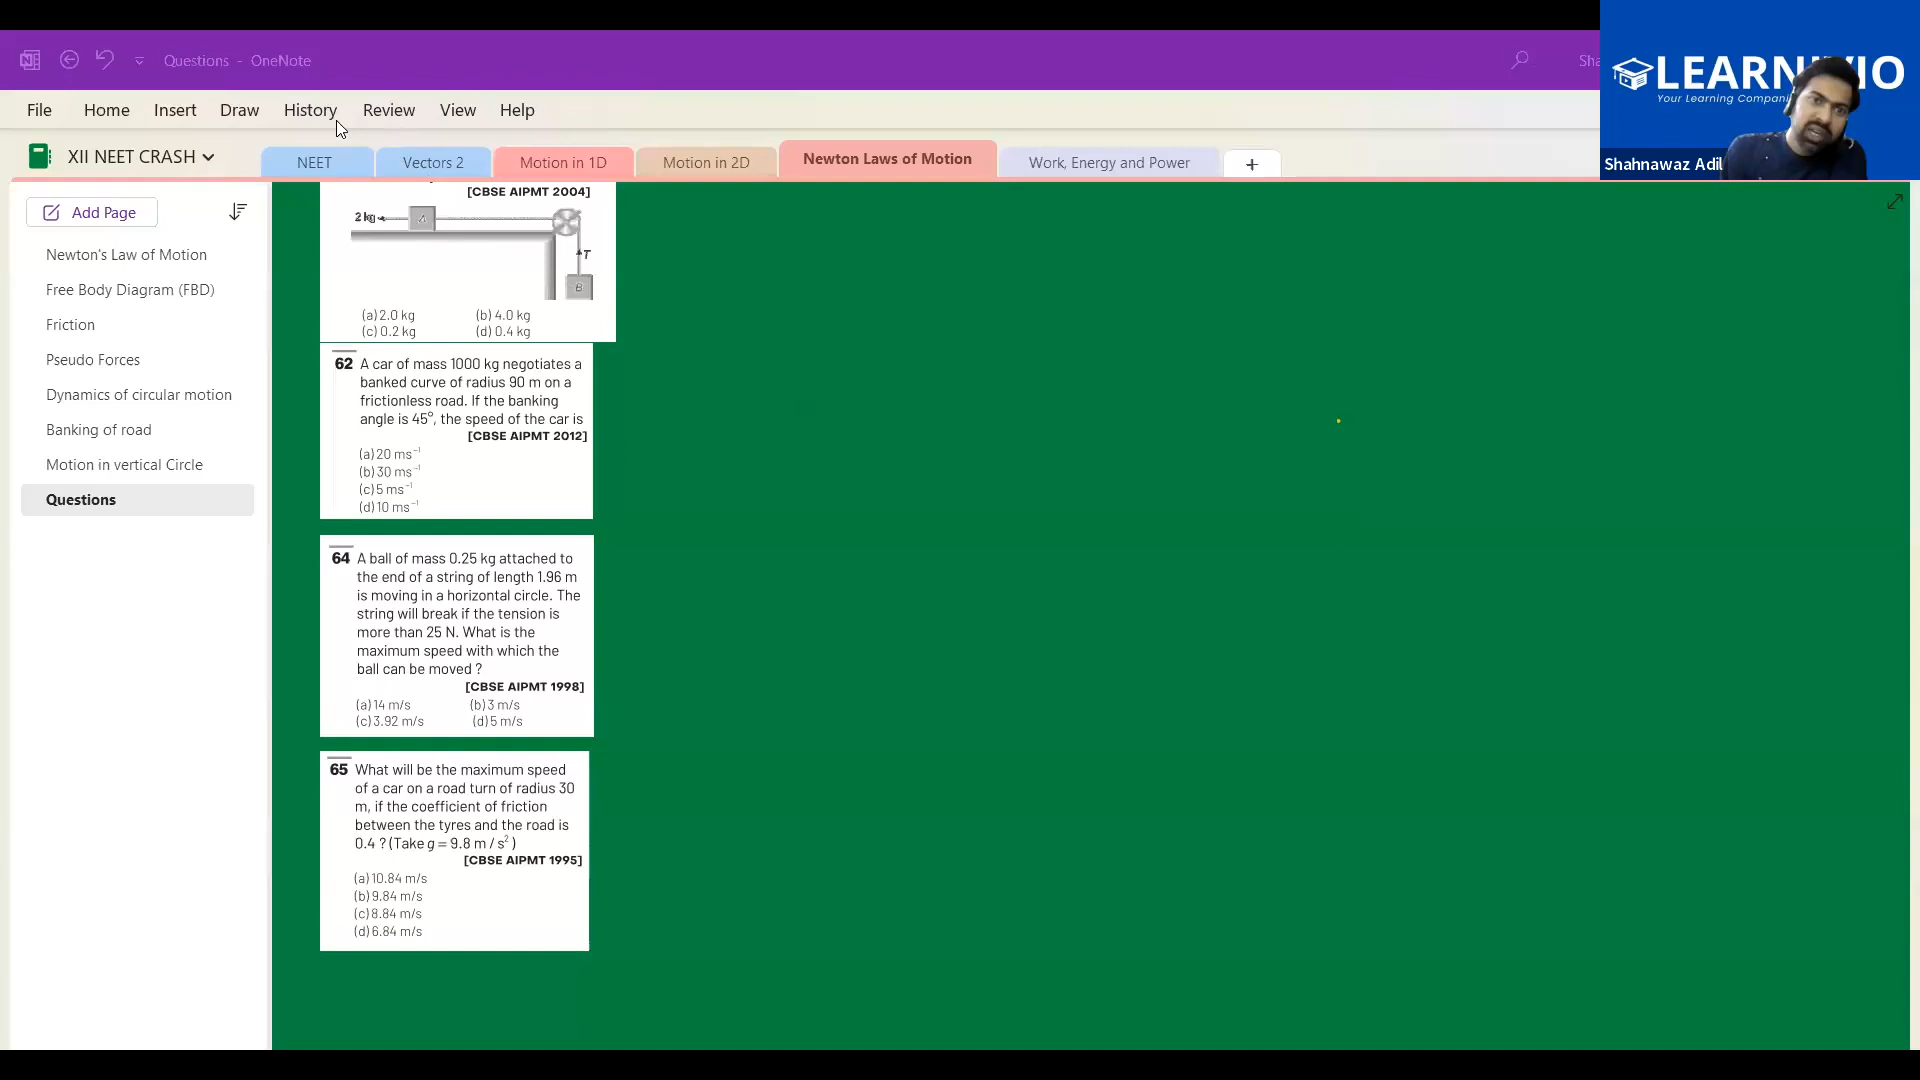 Questions - OneNote
Sha
LEARNIVIO
Your Learning Compani
Shahnawaz Adil
File Home Insert Draw History Review View Help
XII NEET CRASH
NEET Vectors 2 Motion in 1D Motion in 2D Newton Laws of Motion Work, Energy and Power +
Add Page
Newton's Law of Motion
Free Body Diagram (FBD)
Friction
Pseudo Forces
Dynamics of circular motion
Banking of road
Motion in vertical Circle
Questions
[CBSE AIPMT 2004]
2 kg A
T
B
(a) 2.0 kg (b) 4.0 kg
(c) 0.2 kg (d) 0.4 kg
62 A car of mass 1000 kg negotiates a
banked curve of radius 90 m on a
frictionless road. If the banking
angle is 45°, the speed of the car is
[CBSE AIPMT 2012]
(a) 20 ms⁻¹
(b) 30 ms⁻¹
(c) 5 ms⁻¹
(d) 10 ms⁻¹
64 A ball of mass 0.25 kg attached to
the end of a string of length 1.96 m
is moving in a horizontal circle. The
string will break if the tension is
more than 25 N. What is the
maximum speed with which the
ball can be moved ?
[CBSE AIPMT 1998]
(a) 14 m/s (b) 3 m/s
(c) 3.92 m/s (d) 5 m/s
65 What will be the maximum speed
of a car on a road turn of radius 30
m, if the coefficient of friction
between the tyres and the road is
0.4 ? (Take g = 9.8 m / s²)
[CBSE AIPMT 1995]
(a) 10.84 m/s
(b) 9.84 m/s
(c) 8.84 m/s
(d) 6.84 m/s